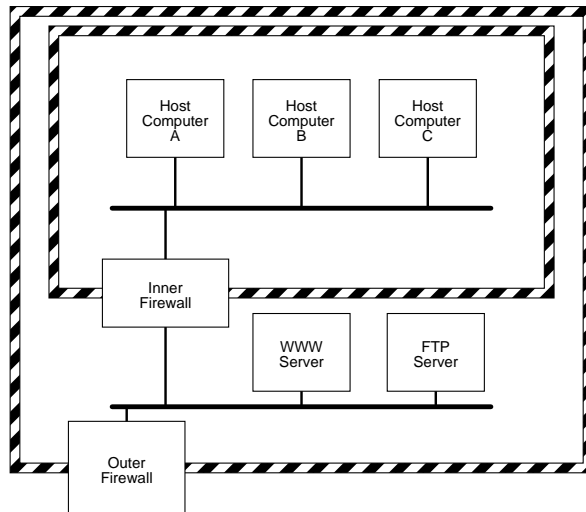 Host
Computer
A
Host
Computer
B
Host
Computer
C
Inner
Firewall
WWW
Server
FTP
Server
Outer
Firewall